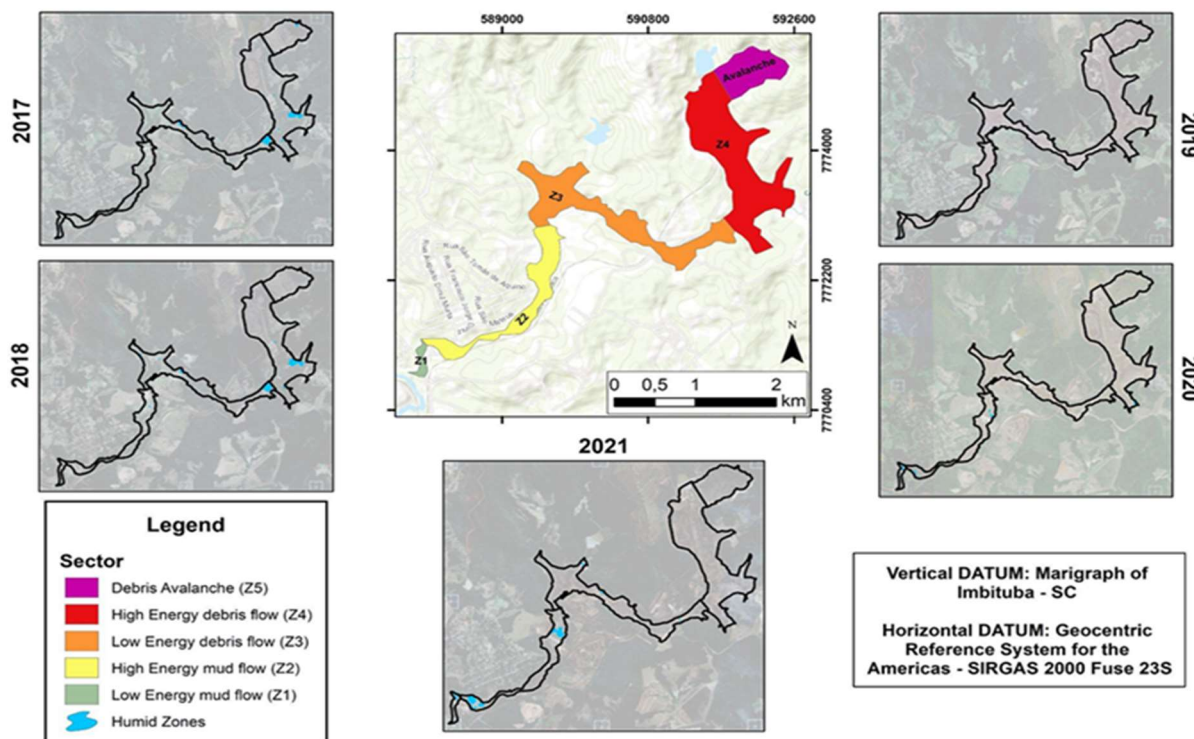 589000
590800
592600
2017
2019
Avalanche
Z4
7774000
Z3
7772200
Z2
Z1
N
2018
2020
0 0,5 1 2
km
7770400
2021
Legend
Sector
Debris Avalanche (Z5)
High Energy debris flow (Z4)
Low Energy debris flow (Z3)
High Energy mud flow (Z2)
Low Energy mud flow (Z1)
Humid Zones
Vertical DATUM: Marigraph of
Imbituba - SC
Horizontal DATUM: Geocentric
Reference System for the
Americas - SIRGAS 2000 Fuse 23S